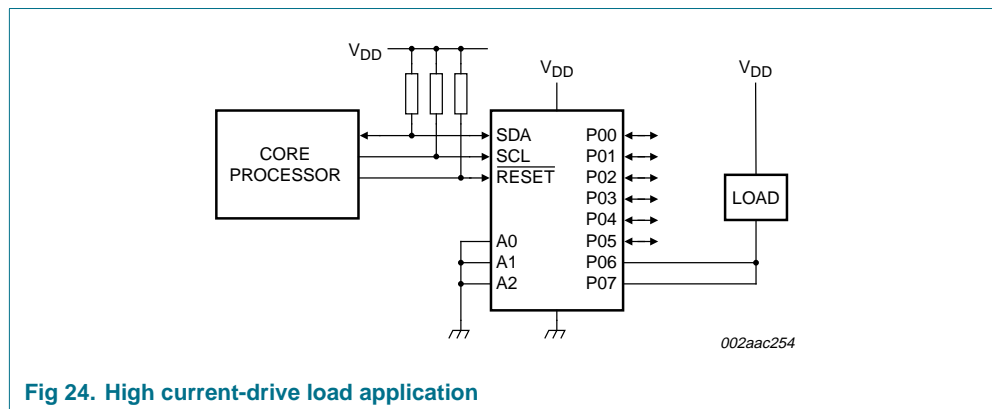 VDD
VDD
VDD
CORE
PROCESSOR
SDA
SCL
RESET
A0
A1
A2
P00
P01
P02
P03
P04
P05
P06
P07
LOAD
002aac254
Fig 24. High current-drive load application